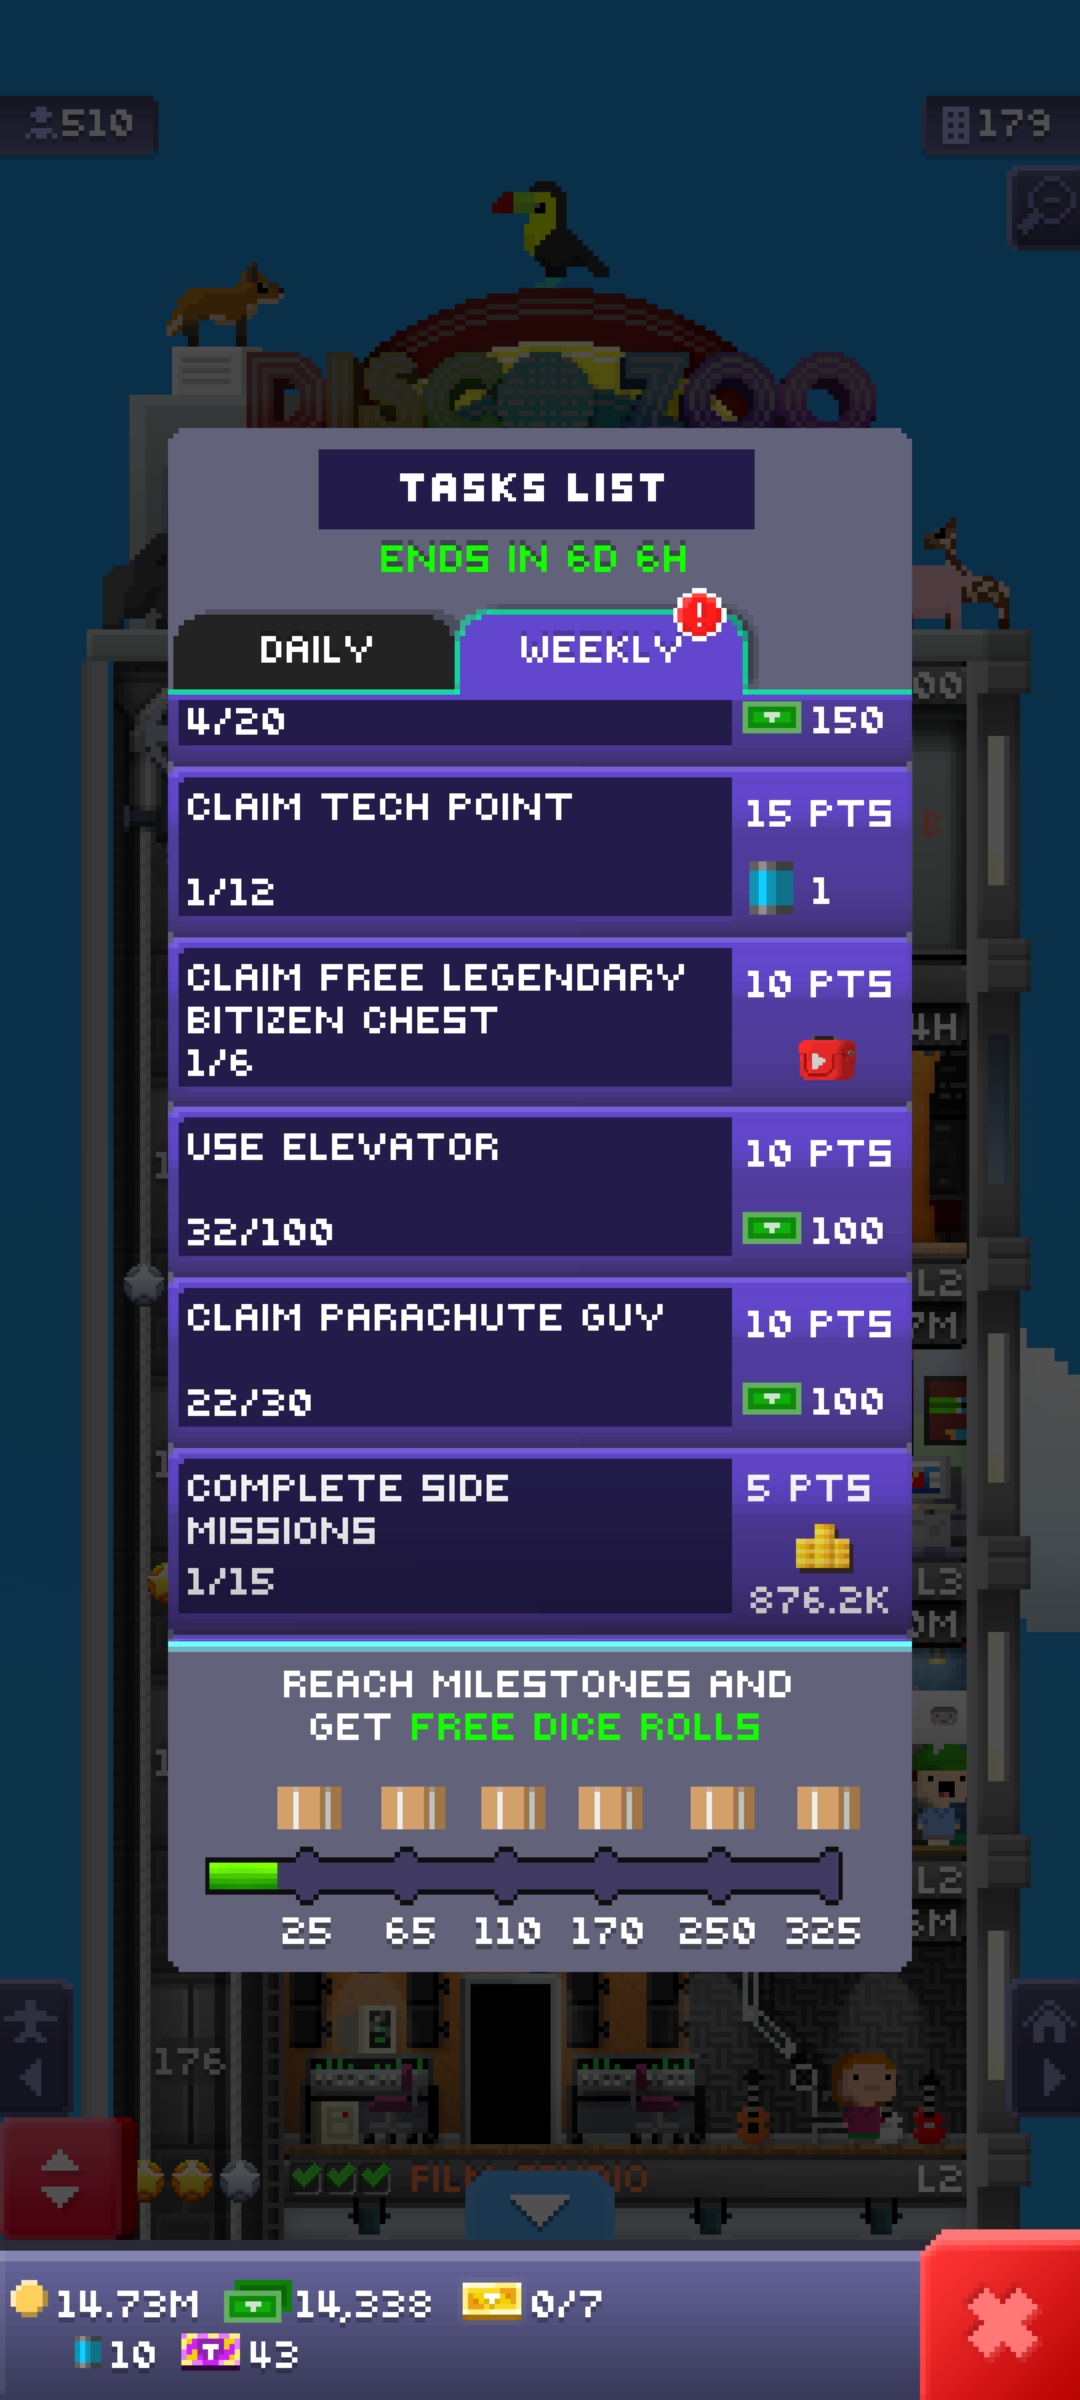 510
179
DISCO ZOO
TASKS LIST
ENDS IN 6D 6H
DAILY
WEEKLY
!
4/20
150
CLAIM TECH POINT
15 PTS
1/12
1
CLAIM FREE LEGENDARY
BITIZEN CHEST
10 PTS
1/6
USE ELEVATOR
10 PTS
32/100
100
CLAIM PARACHUTE GUY
10 PTS
22/30
100
COMPLETE SIDE
MISSIONS
5 PTS
1/15
876.2K
REACH MILESTONES AND
GET FREE DICE ROLLS
25 65 110 170 250 325
L2
L3
L2
176
L2
14.73M 14,338 0/7
10 43